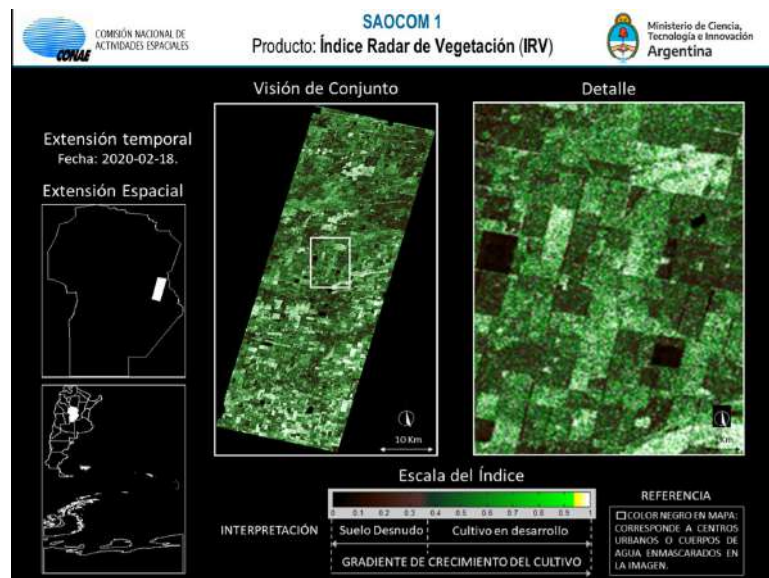 CONAE
COMISIÓN NACIONAL DE
ACTIVIDADES ESPACIALES
SAOCOM 1
Producto: Índice Radar de Vegetación (IRV)
Ministerio de Ciencia,
Tecnología e Innovación
Argentina
Extensión temporal
Fecha: 2020-02-18.
Extensión Espacial
Visión de Conjunto
10 Km
Detalle
Km
Escala del Índice
0 0.1 0.2 0.3 0.4 0.5 0.6 0.7 0.8 0.9 1
INTERPRETACIÓN
Suelo Desnudo
Cultivo en desarrollo
GRADIENTE DE CRECIMIENTO DEL CULTIVO
REFERENCIA
COLOR NEGRO EN MAPA:
CORRESPONDE A CENTROS
URBANOS O CUERPOS DE
AGUA ENMASCARADOS EN
LA IMAGEN.